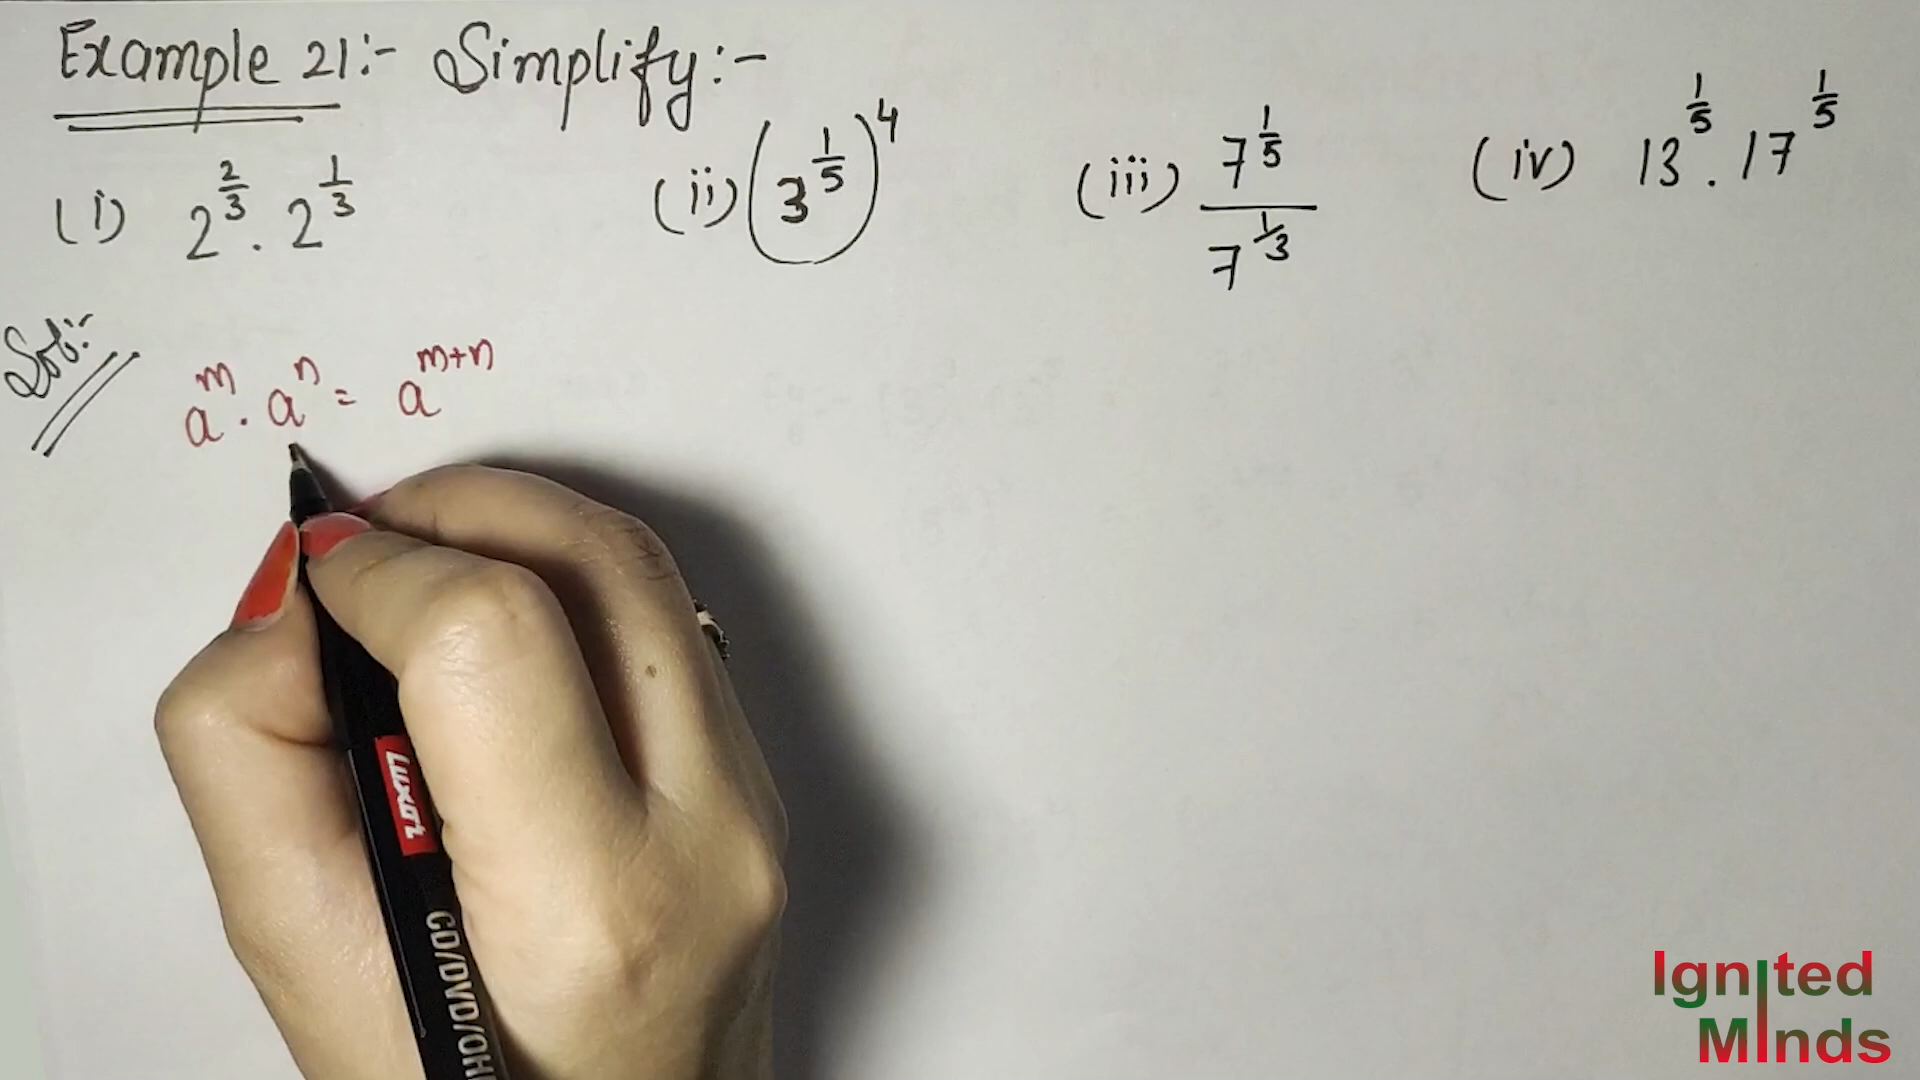 Example 21:- Simplify:-
(i) 2^(2/3) . 2^(1/3) (ii) (3^(1/5))^4 (iii) 7^(1/5) / 7^(1/3) (iv) 13^(1/5) . 17^(1/5)
Sol:-
a^m . a^n = a^(m+n)
Luxor
CD/DVD/OH
Ignited
Minds